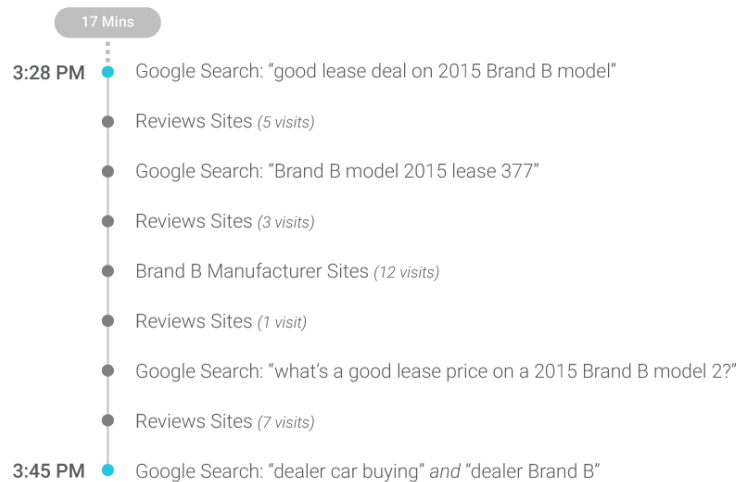 17 Mins
3:28 PM Google Search: “good lease deal on 2015 Brand B model”
Reviews Sites (5 visits)
Google Search: “Brand B model 2015 lease 377”
Reviews Sites (3 visits)
Brand B Manufacturer Sites (12 visits)
Reviews Sites (1 visit)
Google Search: “what’s a good lease price on a 2015 Brand B model 2?”
Reviews Sites (7 visits)
3:45 PM Google Search: “dealer car buying” and “dealer Brand B”